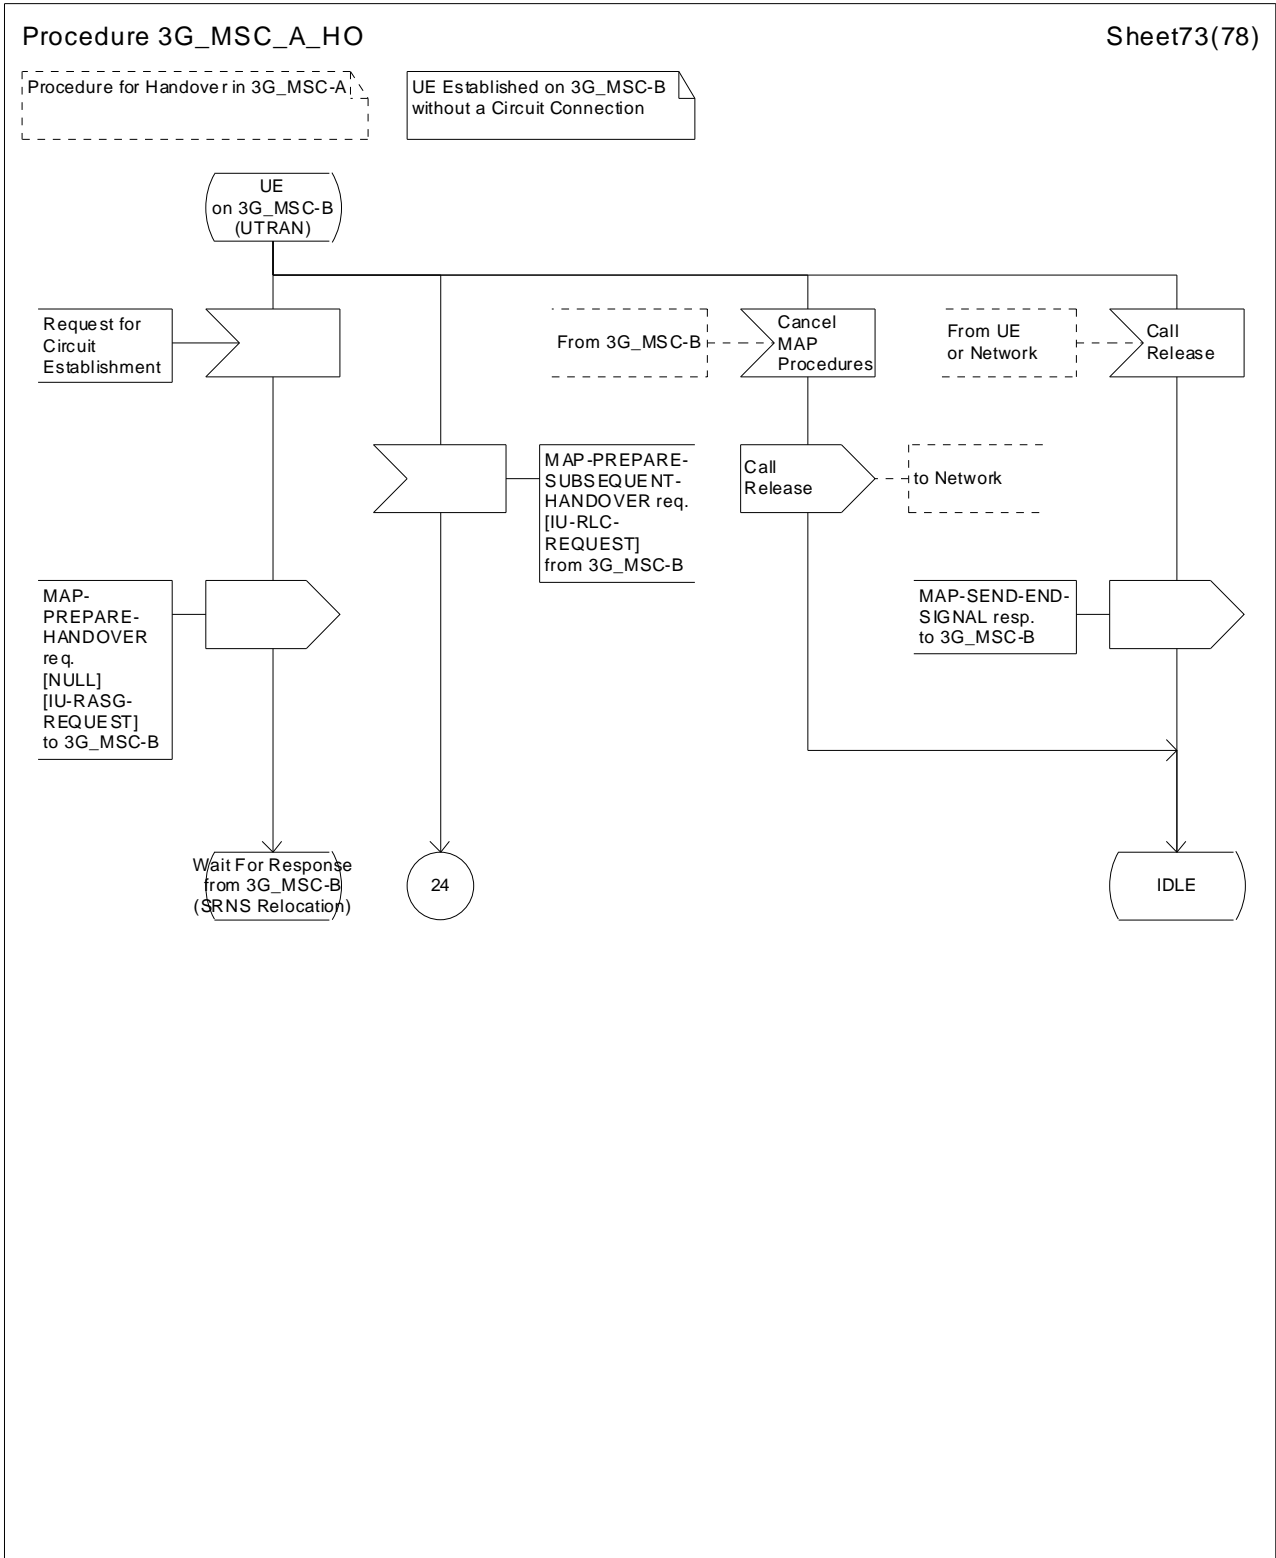 Procedure 3G_MSC_A_HO
Sheet73(78)
Procedure for Handover in 3G_MSC-A
UE Established on 3G_MSC-B
without a Circuit Connection
UE
on 3G_MSC-B
(UTRAN)
Request for
Circuit
Establishment
From 3G_MSC-B
Cancel
MAP
Procedures
From UE
or Network
Call
Release
MAP-PREPARE-
SUBSEQUENT-
HANDOVER req.
[IU-RLC-
REQUEST]
from 3G_MSC-B
Call
Release
to Network
MAP-
PREPARE-
HANDOVER
req.
[NULL]
[IU-RASG-
REQUEST]
to 3G_MSC-B
MAP-SEND-END-
SIGNAL resp.
to 3G_MSC-B
Wait For Response
from 3G_MSC-B
(SRNS Relocation)
24
IDLE